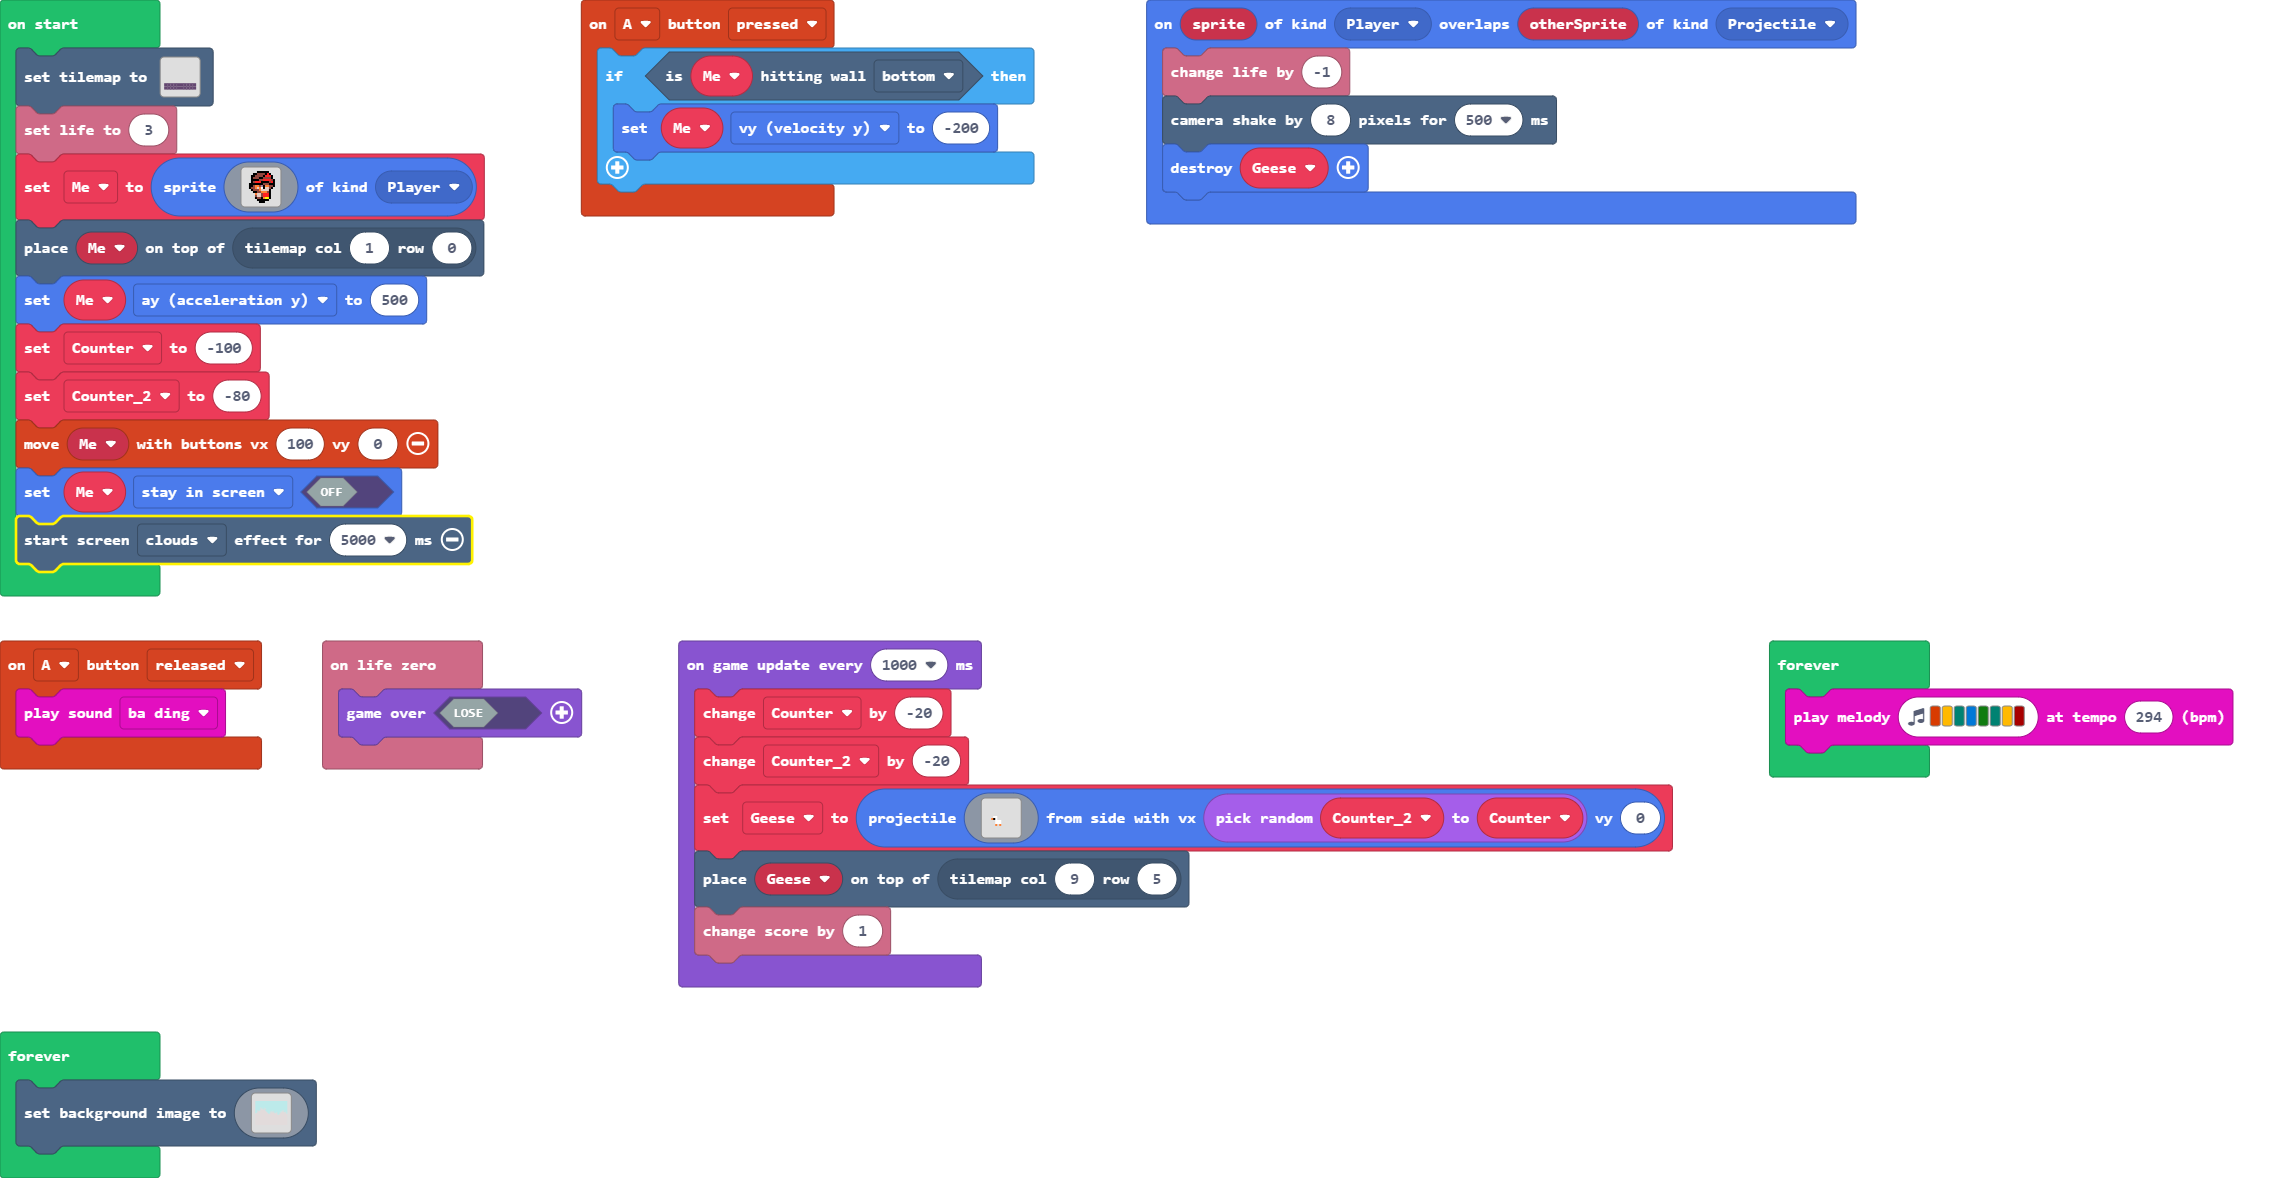 on start
set tilemap to
set life to 3
set Me to sprite of kind Player
place Me on top of tilemap col 1 row 0
set Me ay (acceleration y) to 500
set Counter to -100
set Counter_2 to -80
move Me with buttons vx 100 vy 0
set Me stay in screen OFF
start screen clouds effect for 5000 ms
on A button pressed
if is Me hitting wall bottom then
set Me vy (velocity y) to -200
on sprite of kind Player overlaps otherSprite of kind Projectile
change life by -1
camera shake by 8 pixels for 500 ms
destroy Geese
on A button released
play sound ba ding
on life zero
game over LOSE
on game update every 1000 ms
change Counter by -20
change Counter_2 by -20
set Geese to projectile from side with vx pick random Counter_2 to Counter vy 0
place Geese on top of tilemap col 9 row 5
change score by 1
forever
play melody at tempo 294 (bpm)
forever
set background image to